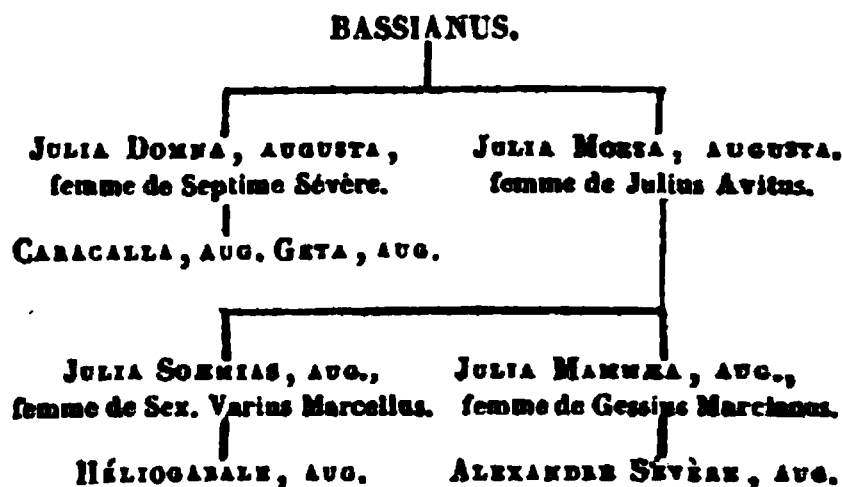 BASSIANUS.
JULIA DOMNA, AUGUSTA,
femme de Septime Sévère.
JULIA MOESA, AUGUSTA.
femme de Julius Avitus.
CARACALLA, AUG. GETA, AUG.
JULIA SOEMIAS, AUG.,
femme de Sex. Varius Marcellus.
JULIA MAMMÆA, AUG.,
femme de Gessius Marcianus.
HÉLIOGABALE, AUG.
ALEXANDRE SÉVÈRE, AUG.